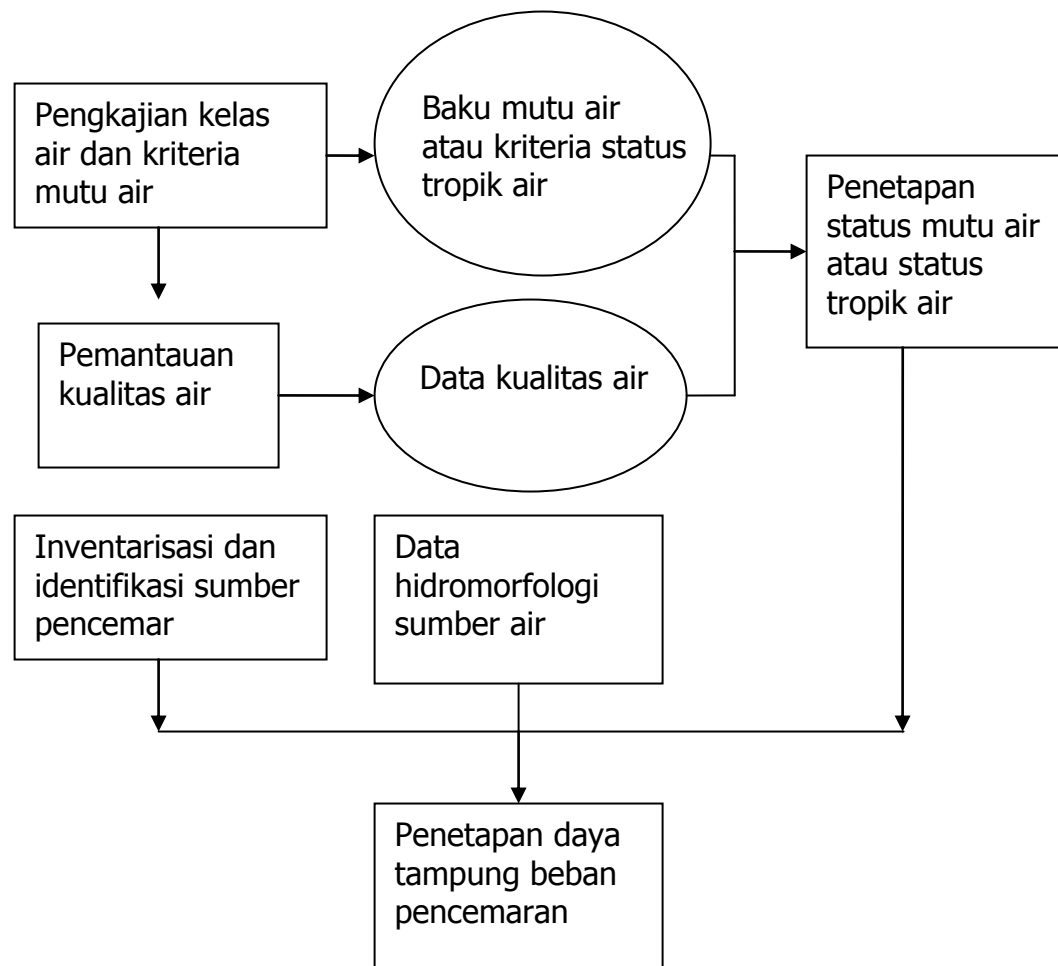 Pengkajian kelas
air dan kriteria
mutu air
Baku mutu air
atau kriteria status
tropik air
Penetapan
status mutu air
atau status
tropik air
Pemantauan
kualitas air
Data kualitas air
Inventarisasi dan
identifikasi sumber
pencemar
Data
hidromorfologi
sumber air
Penetapan daya
tampung beban
pencemaran